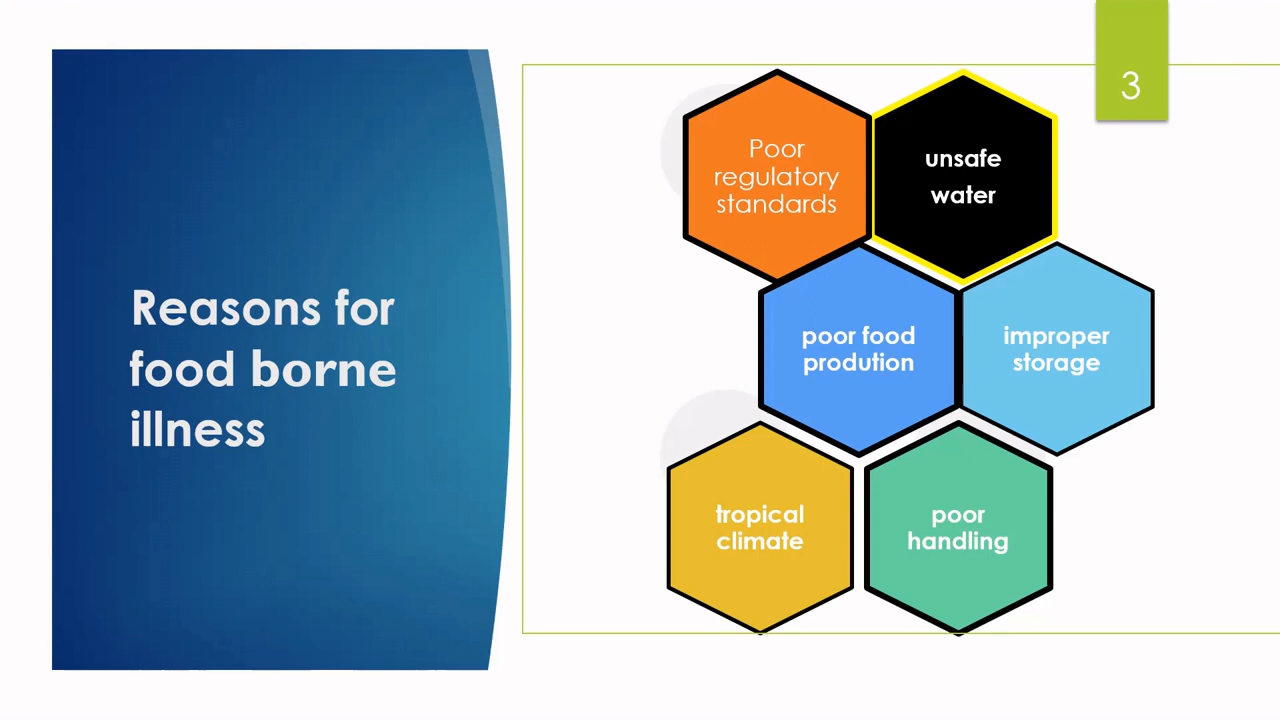 3
Reasons for
food borne
illness
Poor
regulatory
standards
unsafe
water
poor food
prodution
improper
storage
tropical
climate
poor
handling